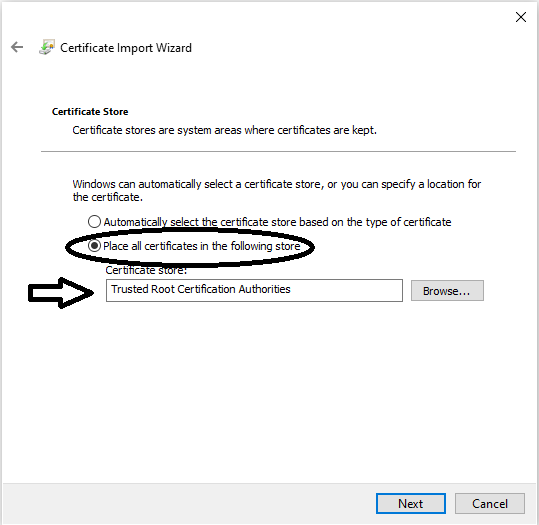 Certificate Import Wizard
Certificate Store
Certificate stores are system areas where certificates are kept.
Windows can automatically select a certificate store, or you can specify a location for
the certificate.
Automatically select the certificate store based on the type of certificate
Place all certificates in the following store
Certificate store:
Trusted Root Certification Authorities
Browse...
Next
Cancel